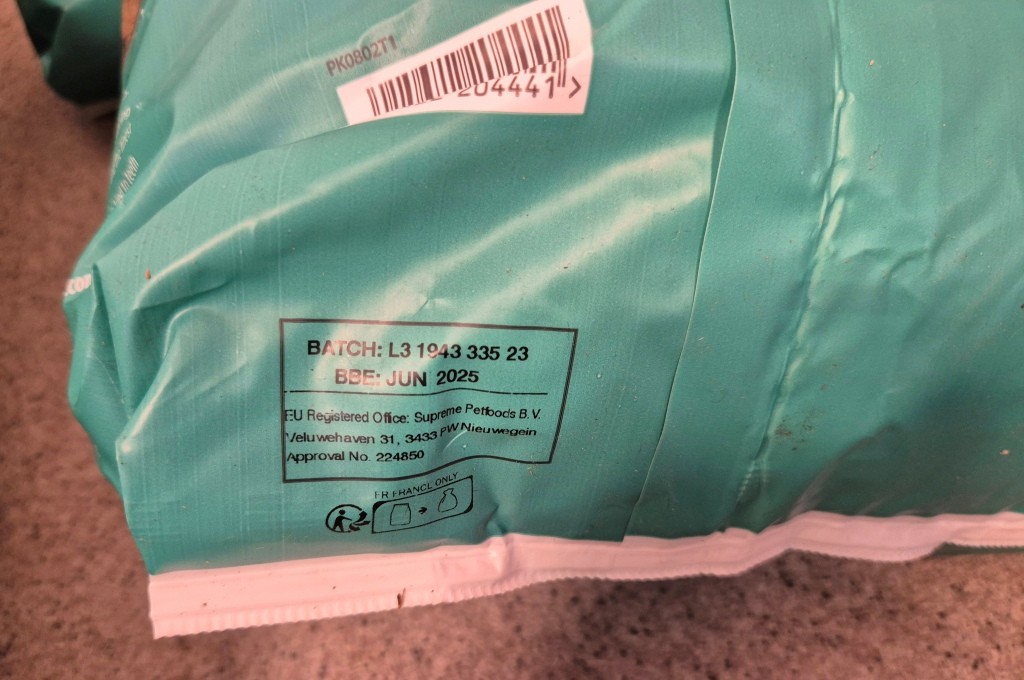 PK0802T1
204441>
BATCH: L3 1943 335 23
BBE: JUN 2025
EU Registered Office: Supreme Petfoods B.V.
Veluwehaven 31, 3433 PW Nieuwegein
Approval No. 224850
FR FRANCE ONLY